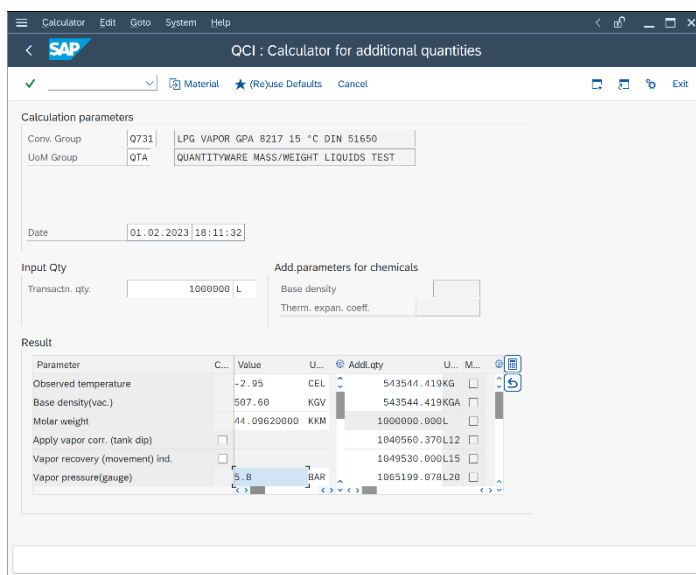 Calculator Edit Goto System Help
SAP QCI : Calculator for additional quantities
Material (Re)use Defaults Cancel Exit
Calculation parameters
Conv. Group Q731 LPG VAPOR GPA 8217 15 °C DIN 51650
UoM Group QTA QUANTITYWARE MASS/WEIGHT LIQUIDS TEST
Date 01.02.2023 18:11:32
Input Qty Add.parameters for chemicals
Transactn. qty. 1000000 L Base density
Therm. expan. coeff.
Result
Parameter C... Value U... Addl.qty U... M...
Observed temperature -2.95 CEL 543544.419 KG
Base density(vac.) 507.60 KGV 543544.419 KGA
Molar weight 44.09620000 KKM 1000000.000 L
Apply vapor corr. (tank dip) 1040560.370 L12
Vapor recovery (movement) ind. 1049530.000 L15
Vapor pressure(gauge) 5.8 BAR 1065199.078 L20